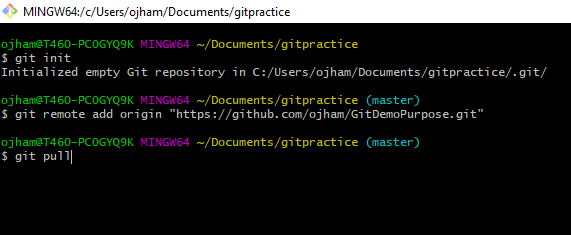 MINGW64:/c/Users/ojham/Documents/gitpractice
ojham@T460-PC0GYQ9K MINGW64 ~/Documents/gitpractice
$ git init
Initialized empty Git repository in C:/Users/ojham/Documents/gitpractice/.git/
ojham@T460-PC0GYQ9K MINGW64 ~/Documents/gitpractice (master)
$ git remote add origin "https://github.com/ojham/GitDemoPurpose.git"
ojham@T460-PC0GYQ9K MINGW64 ~/Documents/gitpractice (master)
$ git pull